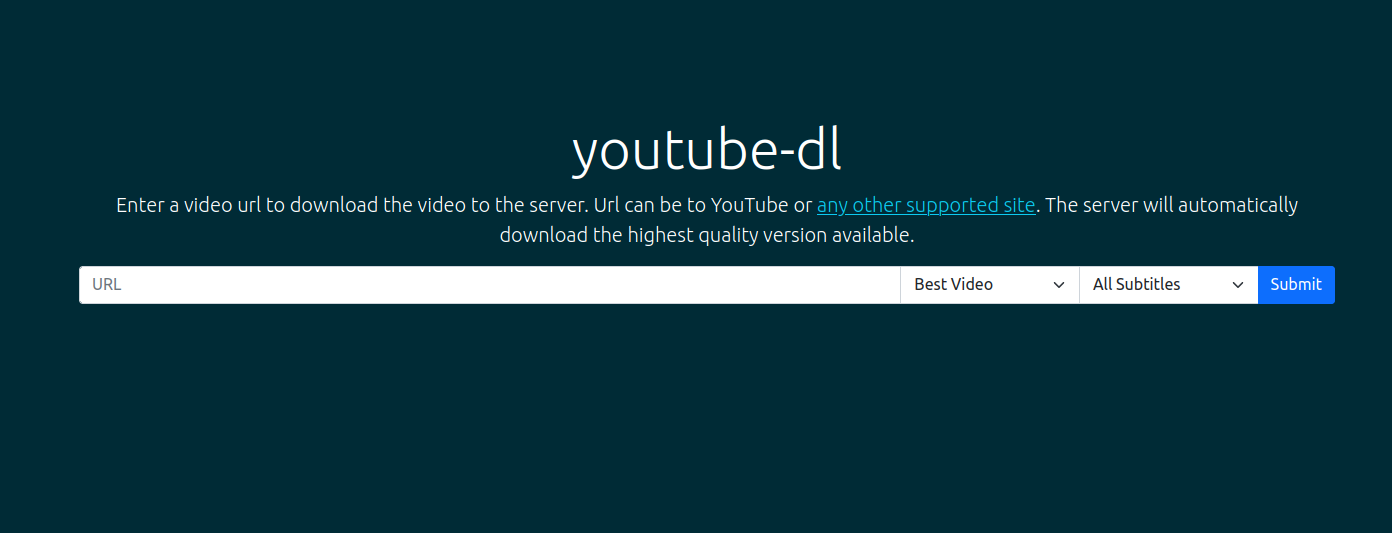 youtube-dl
Enter a video url to download the video to the server. Url can be to YouTube or any other supported site. The server will automatically
download the highest quality version available.
URL Best Video All Subtitles Submit